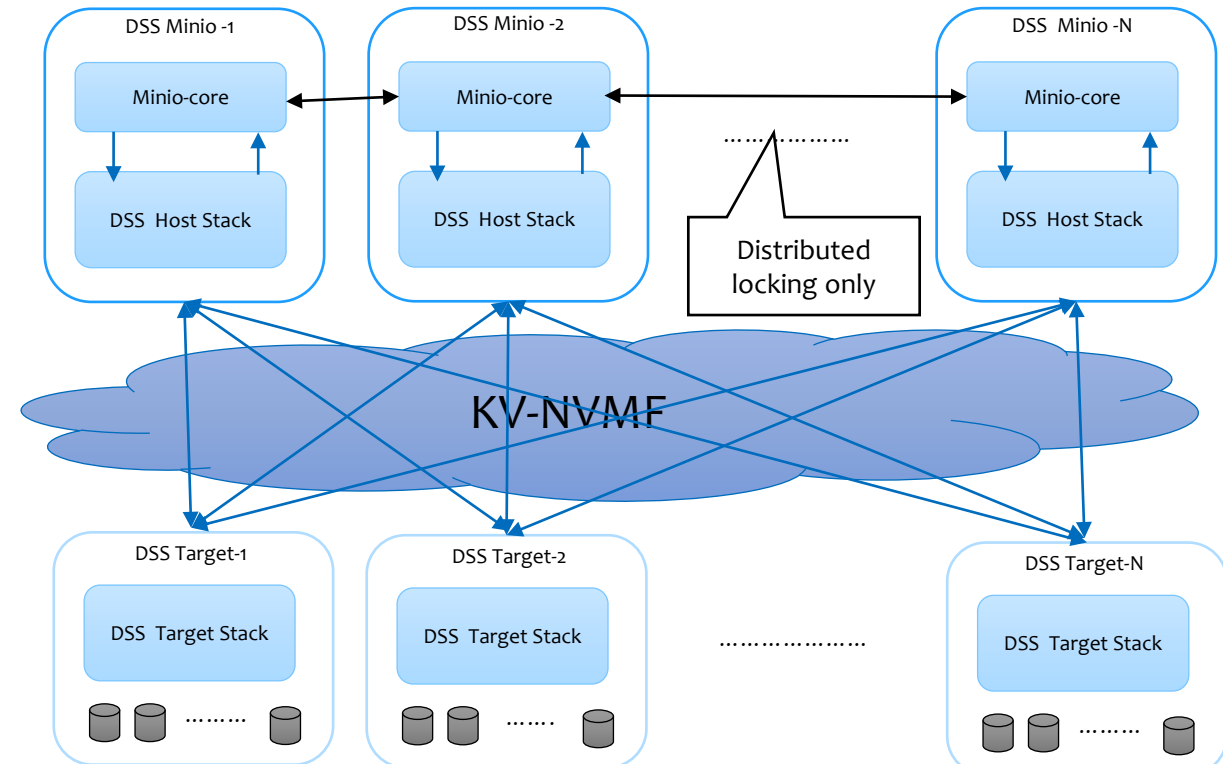 DSS Minio -1
DSS Minio -2
DSS Minio -N
Minio-core
Minio-core
Minio-core
………………
DSS Host Stack
DSS Host Stack
DSS Host Stack
Distributed
locking only
KV-NVMF
DSS Target-1
DSS Target-2
DSS Target-N
DSS Target Stack
DSS Target Stack
DSS Target Stack
…………………
………
…….
………